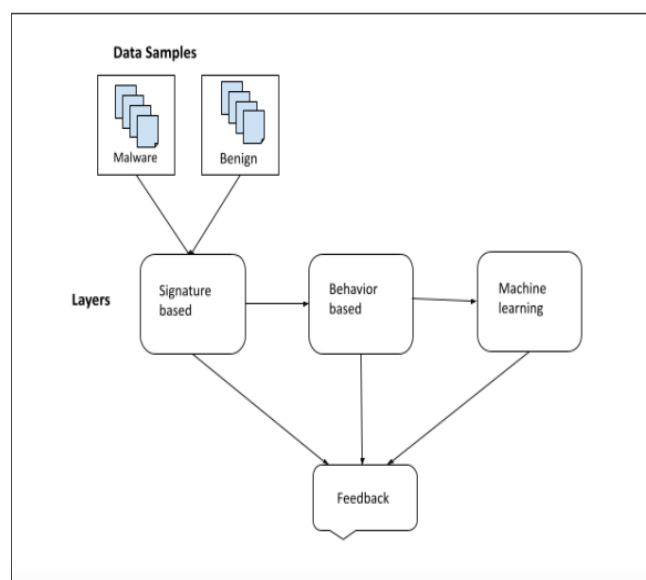 Data Samples
Malware
Benign
Layers
Signature
based
Behavior
based
Machine
learning
Feedback